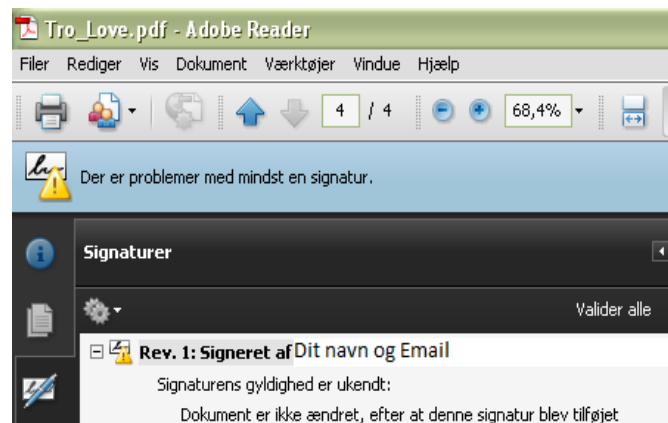 Tro_Love.pdf - Adobe Reader
Filer Rediger Vis Dokument Værktøjer Vindue Hjælp
4 / 4 68,4%
Der er problemer med mindst en signatur.
Signaturer
Valider alle
Rev. 1: Signeret af Dit navn og Email
Signaturens gyldighed er ukendt:
Dokument er ikke ændret, efter at denne signatur blev tilføjet